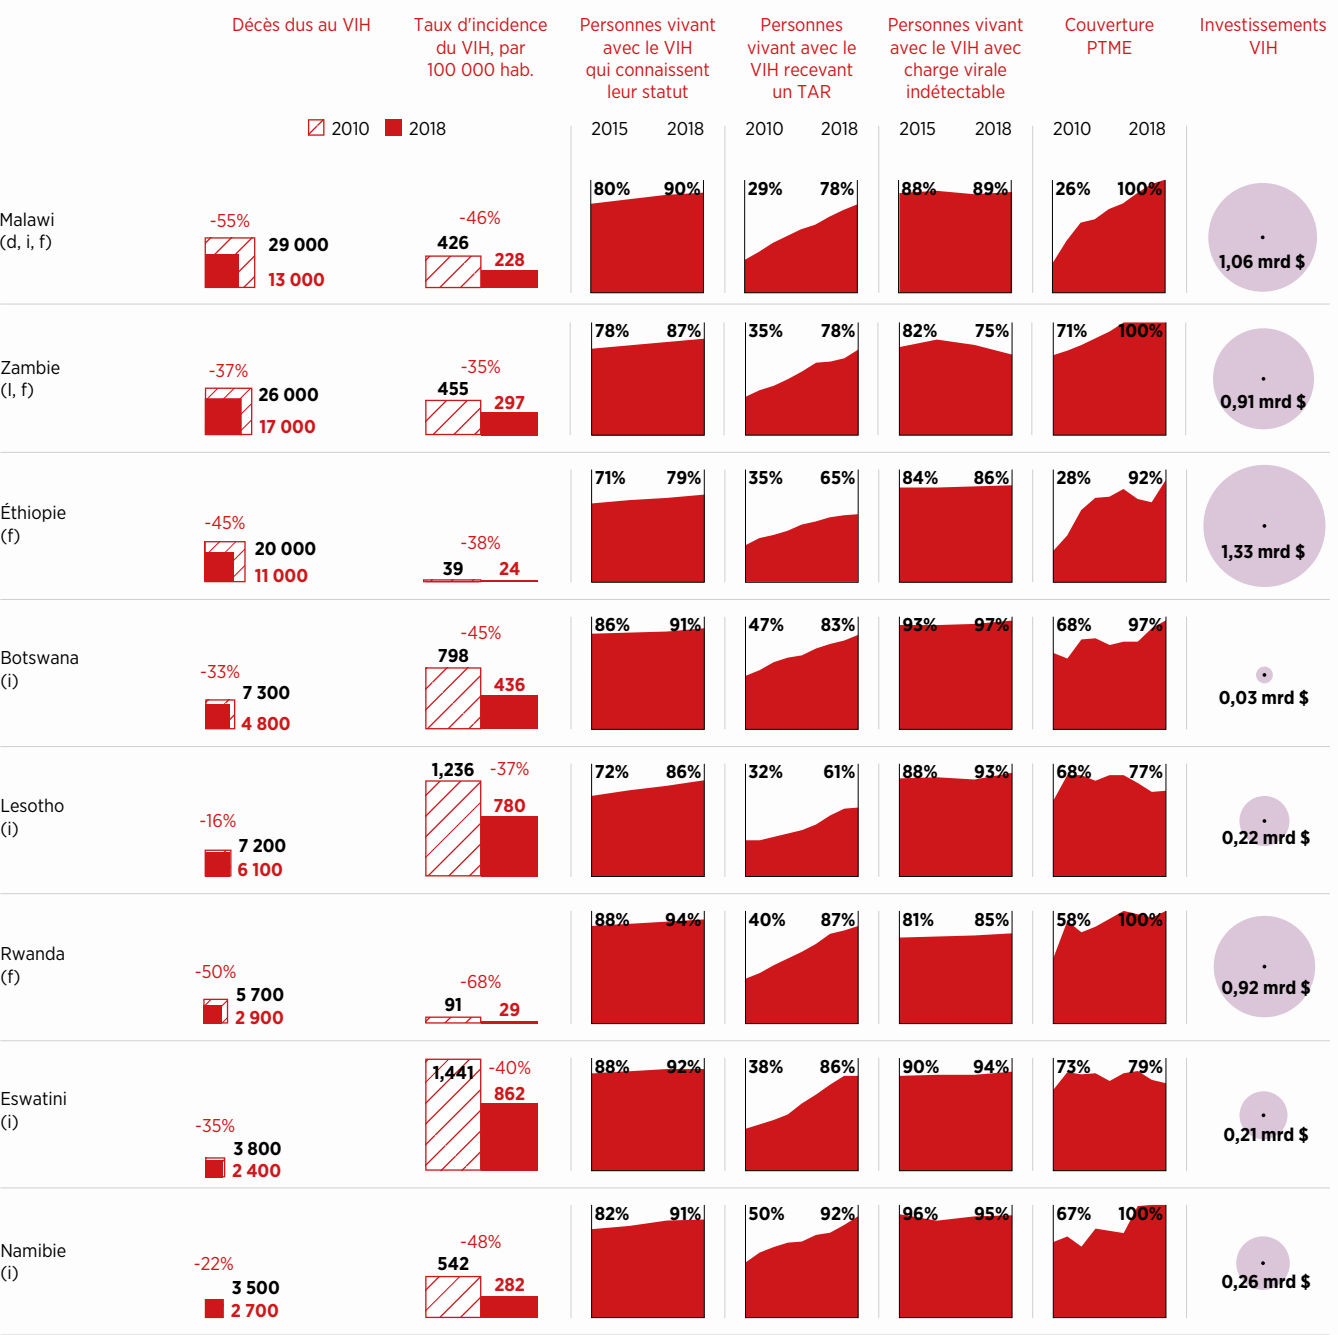 Décès dus au VIH
Taux d'incidence
du VIH, par
100 000 hab.
Personnes vivant
avec le VIH
qui connaissent
leur statut
Personnes
vivant avec le
VIH recevant
un TAR
Personnes vivant
avec le VIH avec
charge virale
indétectable
Couverture
PTME
Investissements
VIH
2010 2018
2015 2018
2010 2018
2015 2018
2010 2018
Malawi
(d, i, f)
-55%
29 000
13 000
-46%
426
228
80% 90%
29% 78%
88% 89%
26% 100%
1,06 mrd $
Zambie
(l, f)
-37%
26 000
17 000
-35%
455
297
78% 87%
35% 78%
82% 75%
71% 100%
0,91 mrd $
Éthiopie
(f)
-45%
20 000
11 000
-38%
39
24
71% 79%
35% 65%
84% 86%
28% 92%
1,33 mrd $
Botswana
(i)
-33%
7 300
4 800
-45%
798
436
86% 91%
47% 83%
93% 97%
68% 97%
0,03 mrd $
Lesotho
(i)
-16%
7 200
6 100
1,236 -37%
780
72% 86%
32% 61%
88% 93%
68% 77%
0,22 mrd $
Rwanda
(f)
-50%
5 700
2 900
-68%
91
29
88% 94%
40% 87%
81% 85%
58% 100%
0,92 mrd $
Eswatini
(i)
-35%
3 800
2 400
1,441 -40%
862
88% 92%
38% 86%
90% 94%
73% 79%
0,21 mrd $
Namibie
(i)
-22%
3 500
2 700
-48%
542
282
82% 91%
50% 92%
96% 95%
67% 100%
0,26 mrd $